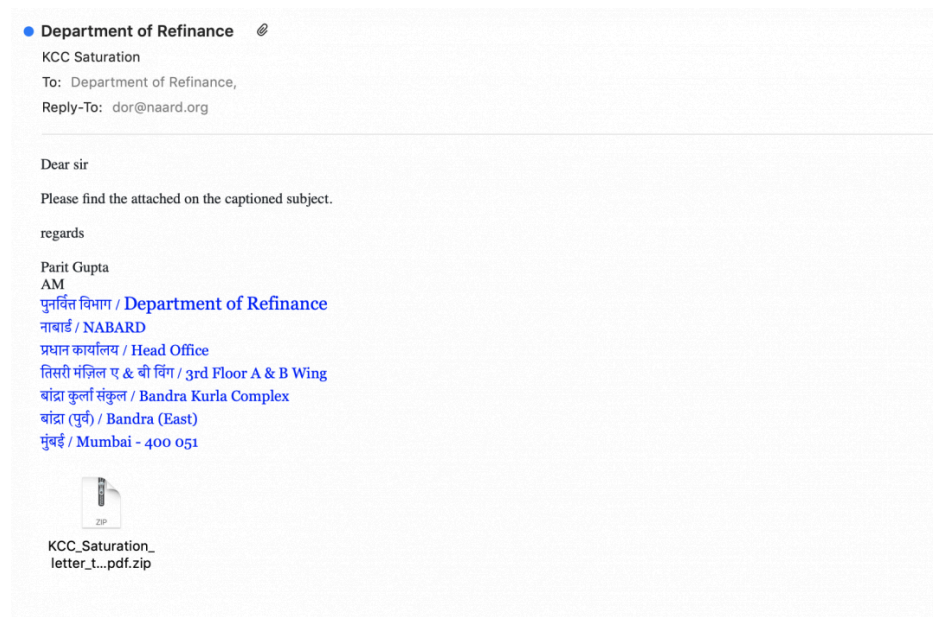 Department of Refinance
KCC Saturation
To: Department of Refinance,
Reply-To: dor@naard.org
Dear sir
Please find the attached on the captioned subject.
regards
Parit Gupta
AM
पुनर्वित्त विभाग / Department of Refinance
नाबार्ड / NABARD
प्रधान कार्यालय / Head Office
तिसरी मंज़िल ए & बी विंग / 3rd Floor A & B Wing
बांद्रा कुर्ला संकुल / Bandra Kurla Complex
बांद्रा (पुर्व) / Bandra (East)
मुंबई / Mumbai - 400 051
ZIP
KCC_Saturation_
letter_t...pdf.zip